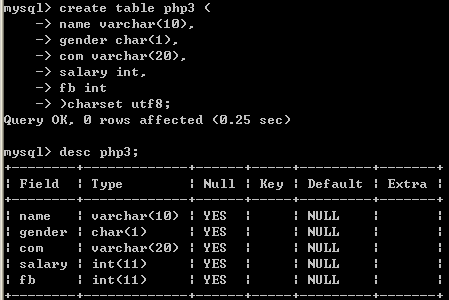 mysql> create table php3 (
    -> name varchar(10),
    -> gender char(1),
    -> com varchar(20),
    -> salary int,
    -> fb int
    -> )charset utf8;
Query OK, 0 rows affected (0.25 sec)
mysql> desc php3;
+--------+-------------+------+-----+---------+-------+
| Field  | Type        | Null | Key | Default | Extra |
+--------+-------------+------+-----+---------+-------+
| name   | varchar(10) | YES  |     | NULL    |       |
| gender | char(1)     | YES  |     | NULL    |       |
| com    | varchar(20) | YES  |     | NULL    |       |
| salary | int(11)     | YES  |     | NULL    |       |
| fb     | int(11)     | YES  |     | NULL    |       |
+--------+-------------+------+-----+---------+-------+